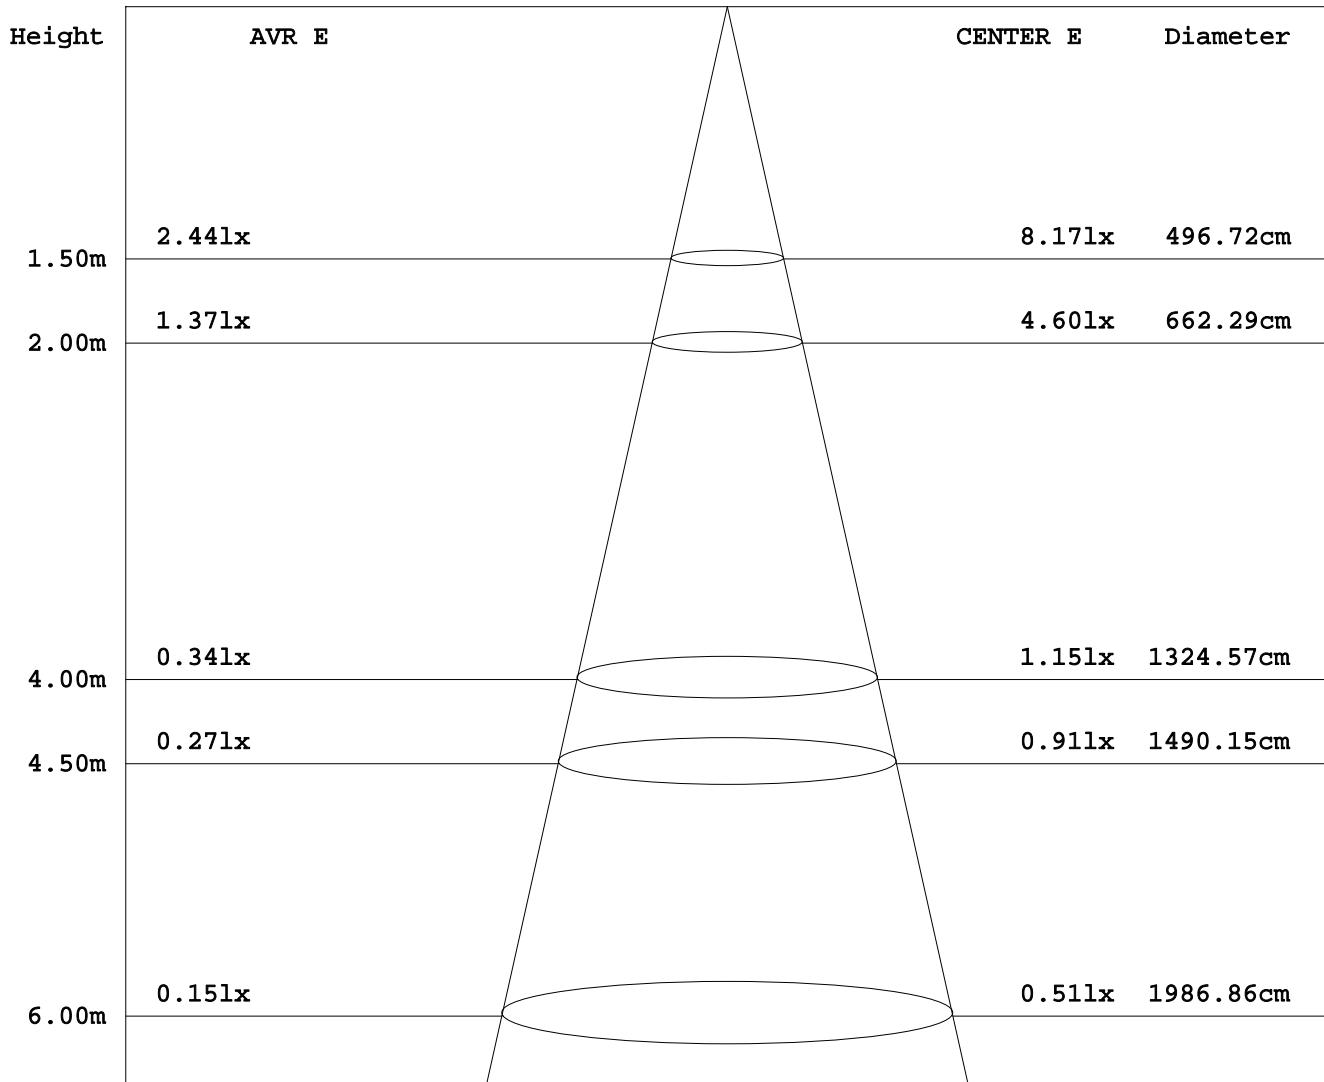 Height AVR E CENTER E Diameter
2.44lx 8.17lx 496.72cm
1.50m
1.37lx 4.60lx 662.29cm
2.00m
0.34lx 1.15lx 1324.57cm
4.00m
0.27lx 0.91lx 1490.15cm
4.50m
0.15lx 0.51lx 1986.86cm
6.00m